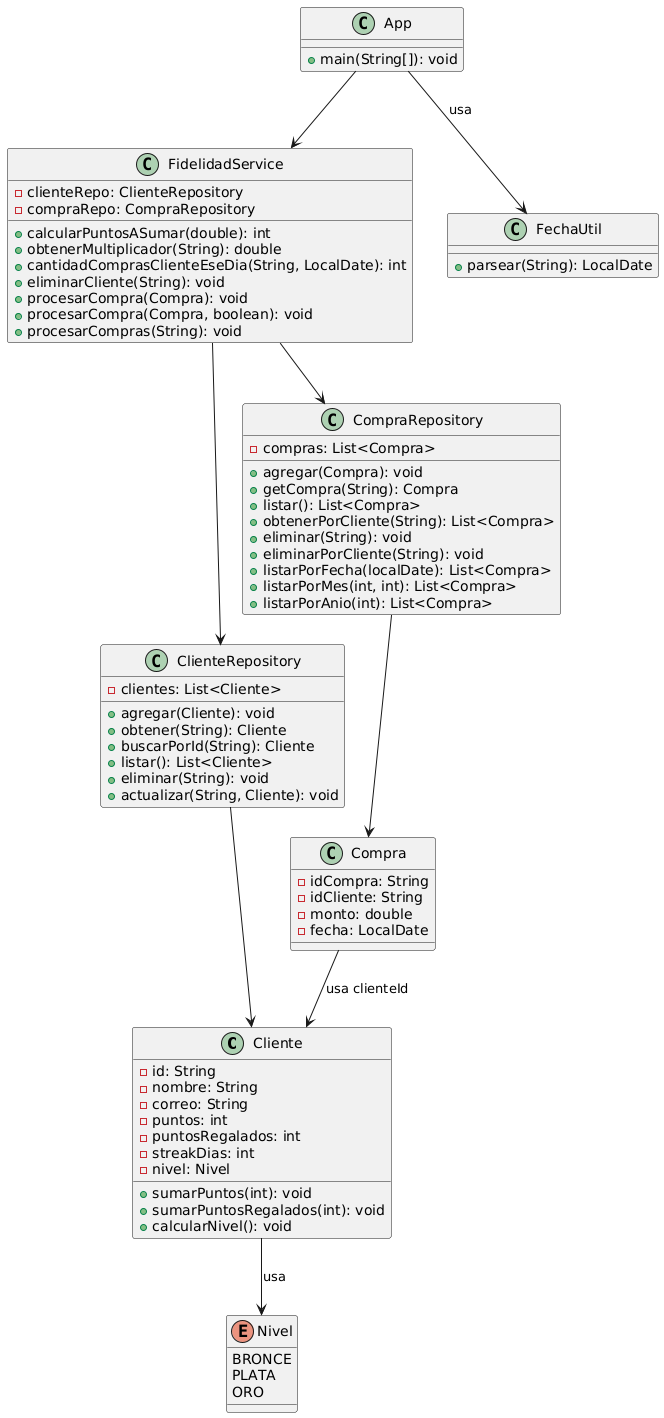 C App
+ main(String[]): void
usa
C FidelidadService
clienteRepo: ClienteRepository
compraRepo: CompraRepository
calcularPuntosASumar(double): int
obtenerMultiplicador(String): double
cantidadComprasClienteEseDia(String, LocalDate): int
eliminarCliente(String): void
procesarCompra(Compra): void
procesarCompra(Compra, boolean): void
procesarCompras(String): void
C FechaUtil
parsear(String): LocalDate
C CompraRepository
compras: List<Compra>
agregar(Compra): void
getCompra(String): Compra
listar(): List<Compra>
obtenerPorCliente(String): List<Compra>
eliminar(String): void
eliminarPorCliente(String): void
listarPorFecha(localDate): List<Compra>
listarPorMes(int, int): List<Compra>
listarPorAnio(int): List<Compra>
C ClienteRepository
clientes: List<Cliente>
agregar(Cliente): void
obtener(String): Cliente
buscarPorId(String): Cliente
listar(): List<Cliente>
eliminar(String): void
actualizar(String, Cliente): void
C Compra
idCompra: String
idCliente: String
monto: double
fecha: LocalDate
usa clienteId
C Cliente
id: String
nombre: String
correo: String
puntos: int
puntosRegalados: int
streakDias: int
nivel: Nivel
sumarPuntos(int): void
sumarPuntosRegalados(int): void
calcularNivel(): void
usa
E Nivel
BRONCE
PLATA
ORO